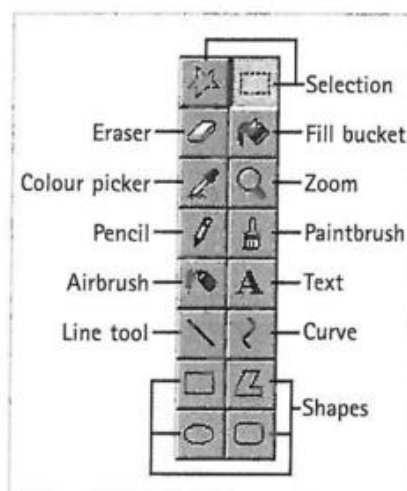 Selection
Eraser Fill bucket
Colour picker Zoom
Pencil Paintbrush
Airbrush A Text
Line tool Curve
Shapes